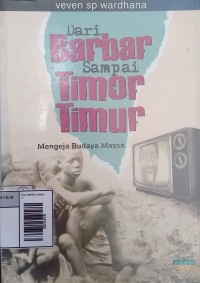 veven sp wardhana
Dari
Barbar
Sampai
Timor
Timur
Mengeja Budaya Massa